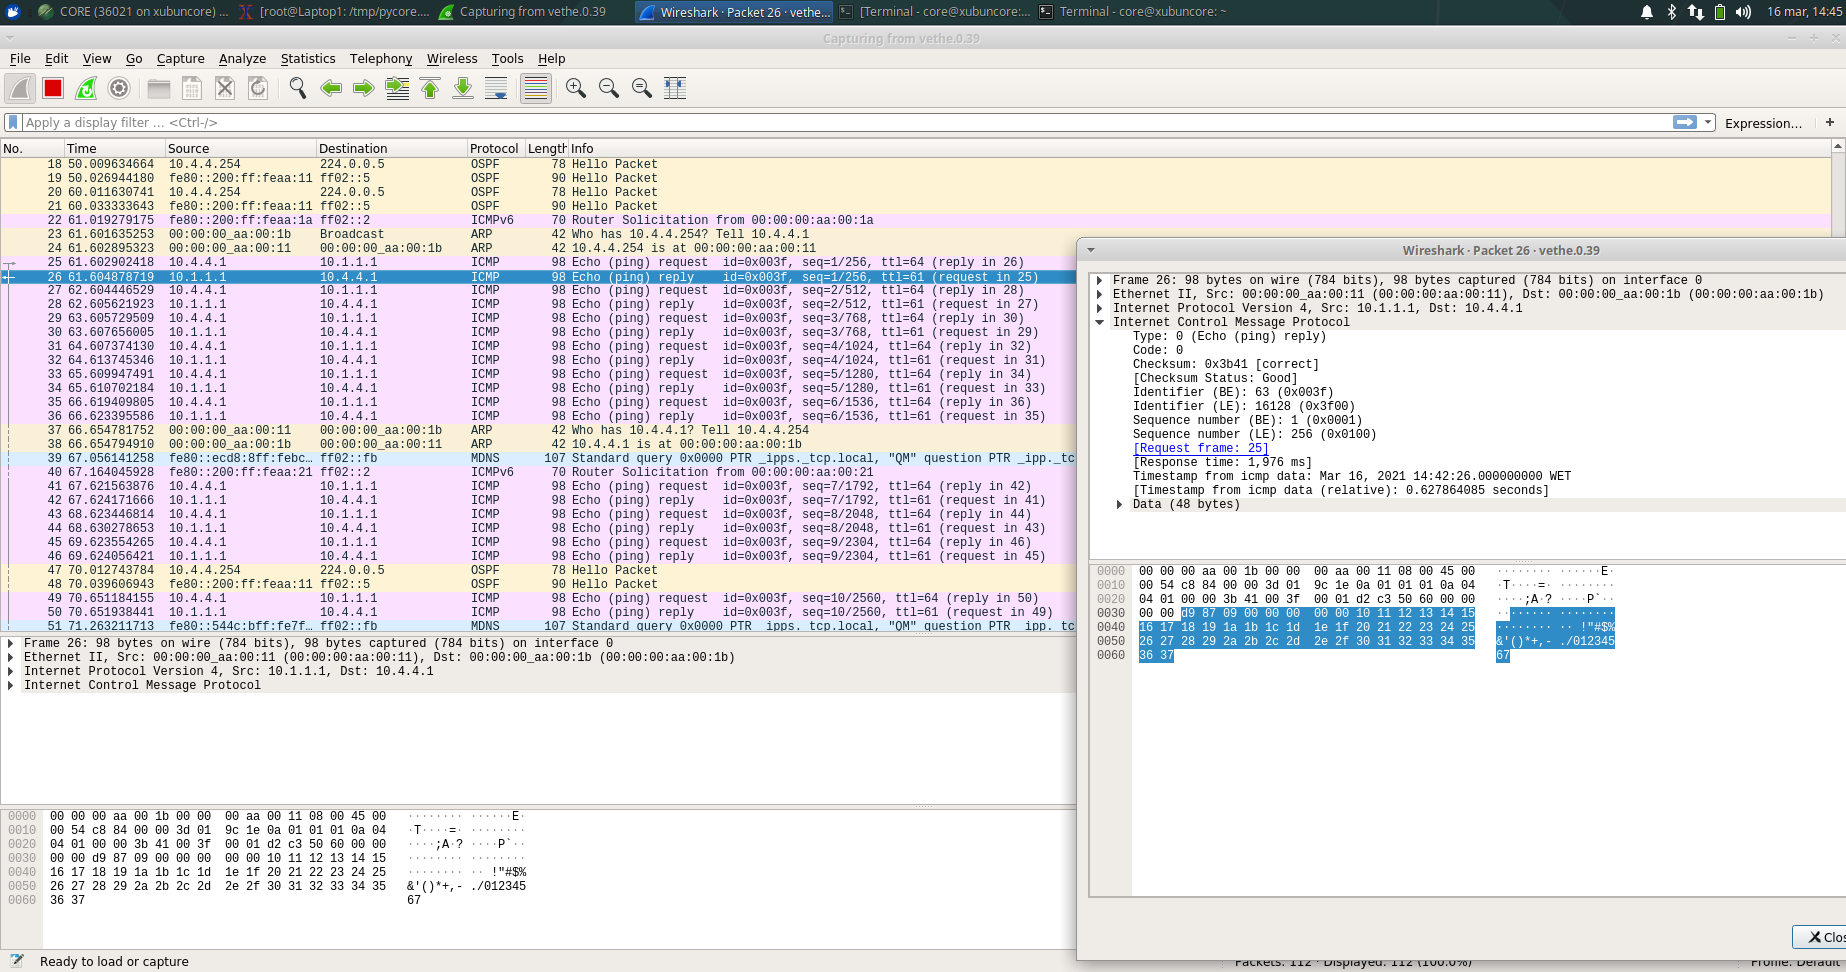 CORE (36021 on xubuncore) ... [root@Laptop1: /tmp/pycore.... Capturing from vethe.0.39 Wireshark · Packet 26 · vethe... [Terminal - core@xubuncore:... Terminal - core@xubuncore: ~ 16 mar, 14:45
Capturing from vethe.0.39
File Edit View Go Capture Analyze Statistics Telephony Wireless Tools Help
Apply a display filter ... <Ctrl-/> Expression... +
No. Time Source Destination Protocol Length Info
18 50.009634664 10.4.4.254 224.0.0.5 OSPF 78 Hello Packet
19 50.026944180 fe80::200:ff:feaa:11 ff02::5 OSPF 90 Hello Packet
20 60.011630741 10.4.4.254 224.0.0.5 OSPF 78 Hello Packet
21 60.033333643 fe80::200:ff:feaa:11 ff02::5 OSPF 90 Hello Packet
22 61.019279175 fe80::200:ff:feaa:1a ff02::2 ICMPv6 70 Router Solicitation from 00:00:00:aa:00:1a
23 61.601635253 00:00:00_aa:00:1b Broadcast ARP 42 Who has 10.4.4.254? Tell 10.4.4.1
24 61.602895323 00:00:00_aa:00:11 00:00:00_aa:00:1b ARP 42 10.4.4.254 is at 00:00:00:aa:00:11
25 61.602902418 10.4.4.1 10.1.1.1 ICMP 98 Echo (ping) request id=0x003f, seq=1/256, ttl=64 (reply in 26)
26 61.604878719 10.1.1.1 10.4.4.1 ICMP 98 Echo (ping) reply id=0x003f, seq=1/256, ttl=61 (request in 25)
27 62.604446529 10.4.4.1 10.1.1.1 ICMP 98 Echo (ping) request id=0x003f, seq=2/512, ttl=64 (reply in 28)
28 62.605621923 10.1.1.1 10.4.4.1 ICMP 98 Echo (ping) reply id=0x003f, seq=2/512, ttl=61 (request in 27)
29 63.605729509 10.4.4.1 10.1.1.1 ICMP 98 Echo (ping) request id=0x003f, seq=3/768, ttl=64 (reply in 30)
30 63.607656005 10.1.1.1 10.4.4.1 ICMP 98 Echo (ping) reply id=0x003f, seq=3/768, ttl=61 (request in 29)
31 64.607374130 10.4.4.1 10.1.1.1 ICMP 98 Echo (ping) request id=0x003f, seq=4/1024, ttl=64 (reply in 32)
32 64.613745346 10.1.1.1 10.4.4.1 ICMP 98 Echo (ping) reply id=0x003f, seq=4/1024, ttl=61 (request in 31)
33 65.609947491 10.4.4.1 10.1.1.1 ICMP 98 Echo (ping) request id=0x003f, seq=5/1280, ttl=64 (reply in 34)
34 65.610702184 10.1.1.1 10.4.4.1 ICMP 98 Echo (ping) reply id=0x003f, seq=5/1280, ttl=61 (request in 33)
35 66.619409805 10.4.4.1 10.1.1.1 ICMP 98 Echo (ping) request id=0x003f, seq=6/1536, ttl=64 (reply in 36)
36 66.623395586 10.1.1.1 10.4.4.1 ICMP 98 Echo (ping) reply id=0x003f, seq=6/1536, ttl=61 (request in 35)
37 66.654781752 00:00:00_aa:00:11 00:00:00_aa:00:1b ARP 42 Who has 10.4.4.1? Tell 10.4.4.254
38 66.654794910 00:00:00_aa:00:1b 00:00:00_aa:00:11 ARP 42 10.4.4.1 is at 00:00:00:aa:00:1b
39 67.056141258 fe80::ecd8:8ff:febc... ff02::fb MDNS 107 Standard query 0x0000 PTR _ipps._tcp.local, "QM" question PTR _ipp._tc
40 67.164045928 fe80::200:ff:feaa:21 ff02::2 ICMPv6 70 Router Solicitation from 00:00:00:aa:00:21
41 67.621563876 10.4.4.1 10.1.1.1 ICMP 98 Echo (ping) request id=0x003f, seq=7/1792, ttl=64 (reply in 42)
42 67.624171666 10.1.1.1 10.4.4.1 ICMP 98 Echo (ping) reply id=0x003f, seq=7/1792, ttl=61 (request in 41)
43 68.623446814 10.4.4.1 10.1.1.1 ICMP 98 Echo (ping) request id=0x003f, seq=8/2048, ttl=64 (reply in 44)
44 68.630278653 10.1.1.1 10.4.4.1 ICMP 98 Echo (ping) reply id=0x003f, seq=8/2048, ttl=61 (request in 43)
45 69.623554265 10.4.4.1 10.1.1.1 ICMP 98 Echo (ping) request id=0x003f, seq=9/2304, ttl=64 (reply in 46)
46 69.624056421 10.1.1.1 10.4.4.1 ICMP 98 Echo (ping) reply id=0x003f, seq=9/2304, ttl=61 (request in 45)
47 70.012743784 10.4.4.254 224.0.0.5 OSPF 78 Hello Packet
48 70.039606943 fe80::200:ff:feaa:11 ff02::5 OSPF 90 Hello Packet
49 70.651184155 10.4.4.1 10.1.1.1 ICMP 98 Echo (ping) request id=0x003f, seq=10/2560, ttl=64 (reply in 50)
50 70.651938441 10.1.1.1 10.4.4.1 ICMP 98 Echo (ping) reply id=0x003f, seq=10/2560, ttl=61 (request in 49)
51 71.263211713 fe80::544c:bff:fe7f... ff02::fb MDNS 107 Standard query 0x0000 PTR _ipps._tcp.local, "QM" question PTR _ipp._tc
Frame 26: 98 bytes on wire (784 bits), 98 bytes captured (784 bits) on interface 0
Ethernet II, Src: 00:00:00_aa:00:11 (00:00:00:aa:00:11), Dst: 00:00:00_aa:00:1b (00:00:00:aa:00:1b)
Internet Protocol Version 4, Src: 10.1.1.1, Dst: 10.4.4.1
Internet Control Message Protocol
0000 00 00 00 aa 00 1b 00 00 00 aa 00 11 08 00 45 00 ········ ······E·
0010 00 54 c8 84 00 00 3d 01 9c 1e 0a 01 01 01 0a 04 ·T····=· ········
0020 04 01 00 00 3b 41 00 3f 00 01 d2 c3 50 60 00 00 ····;A·? ····P`··
0030 00 00 d9 87 09 00 00 00 00 00 10 11 12 13 14 15 ········ ········
0040 16 17 18 19 1a 1b 1c 1d 1e 1f 20 21 22 23 24 25 ········ ·· !"#$%
0050 26 27 28 29 2a 2b 2c 2d 2e 2f 30 31 32 33 34 35 &'()*+,- ./012345
0060 36 37 67
Wireshark · Packet 26 · vethe.0.39
Frame 26: 98 bytes on wire (784 bits), 98 bytes captured (784 bits) on interface 0
Ethernet II, Src: 00:00:00_aa:00:11 (00:00:00:aa:00:11), Dst: 00:00:00_aa:00:1b (00:00:00:aa:00:1b)
Internet Protocol Version 4, Src: 10.1.1.1, Dst: 10.4.4.1
Internet Control Message Protocol
Type: 0 (Echo (ping) reply)
Code: 0
Checksum: 0x3b41 [correct]
[Checksum Status: Good]
Identifier (BE): 63 (0x003f)
Identifier (LE): 16128 (0x3f00)
Sequence number (BE): 1 (0x0001)
Sequence number (LE): 256 (0x0100)
[Request frame: 25]
[Response time: 1,976 ms]
Timestamp from icmp data: Mar 16, 2021 14:42:26.000000000 WET
[Timestamp from icmp data (relative): 0.627864085 seconds]
Data (48 bytes)
0000 00 00 00 aa 00 1b 00 00 00 aa 00 11 08 00 45 00 ········ ······E·
0010 00 54 c8 84 00 00 3d 01 9c 1e 0a 01 01 01 0a 04 ·T····=· ········
0020 04 01 00 00 3b 41 00 3f 00 01 d2 c3 50 60 00 00 ····;A·? ····P`··
0030 00 00 d9 87 09 00 00 00 00 00 10 11 12 13 14 15 ········ ········
0040 16 17 18 19 1a 1b 1c 1d 1e 1f 20 21 22 23 24 25 ········ ·· !"#$%
0050 26 27 28 29 2a 2b 2c 2d 2e 2f 30 31 32 33 34 35 &'()*+,- ./012345
0060 36 37 67
Clos
Ready to load or capture Packets: 112 · Displayed: 112 (100.0%) Profile: Default